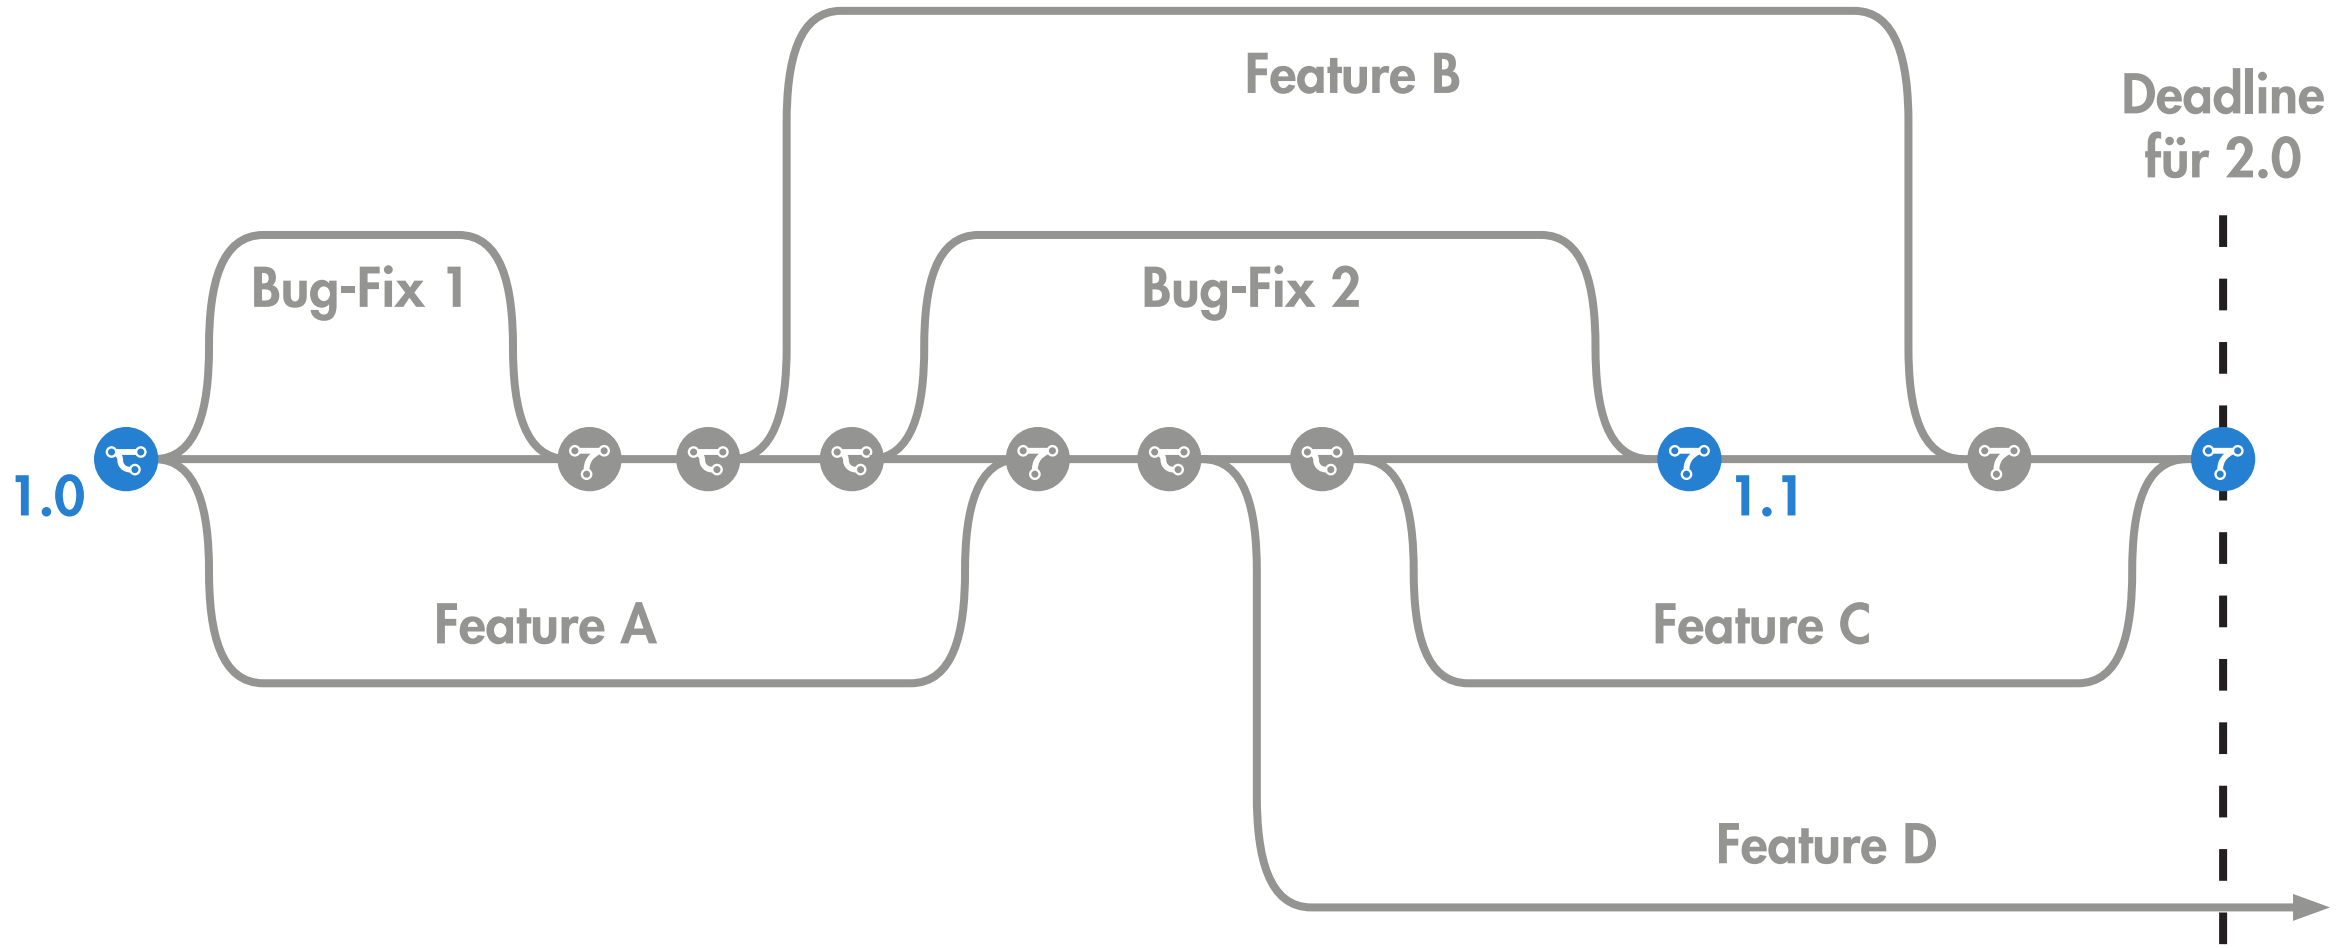 Feature B
Deadline
für 2.0
Bug-Fix 1
Bug-Fix 2
1.0
1.1
Feature A
Feature C
Feature D